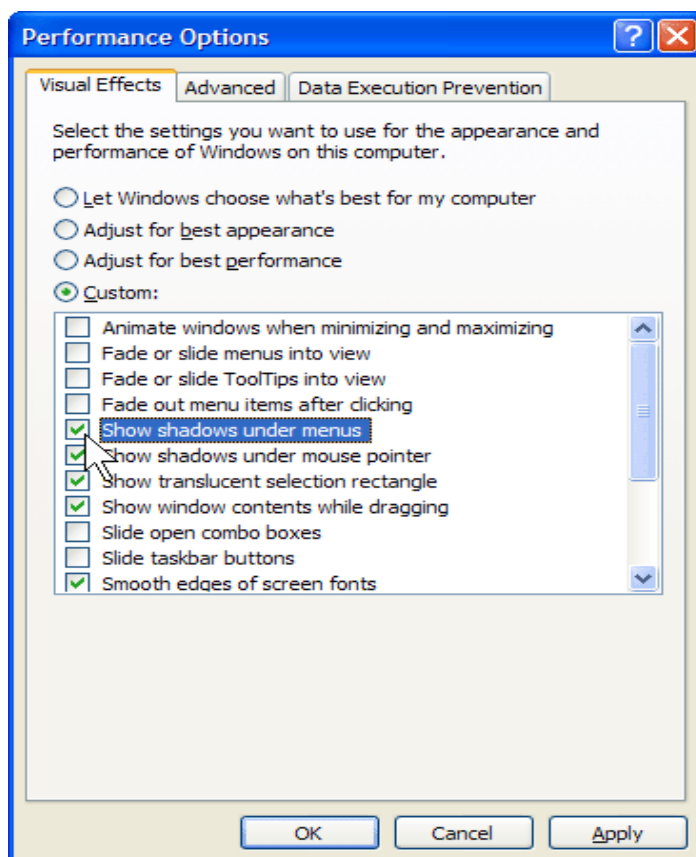 Performance Options
Visual Effects
Advanced
Data Execution Prevention
Select the settings you want to use for the appearance and
performance of Windows on this computer.
Let Windows choose what's best for my computer
Adjust for best appearance
Adjust for best performance
Custom:
Animate windows when minimizing and maximizing
Fade or slide menus into view
Fade or slide ToolTips into view
Fade out menu items after clicking
Show shadows under menus
Show shadows under mouse pointer
Show translucent selection rectangle
Show window contents while dragging
Slide open combo boxes
Slide taskbar buttons
Smooth edges of screen fonts
OK
Cancel
Apply